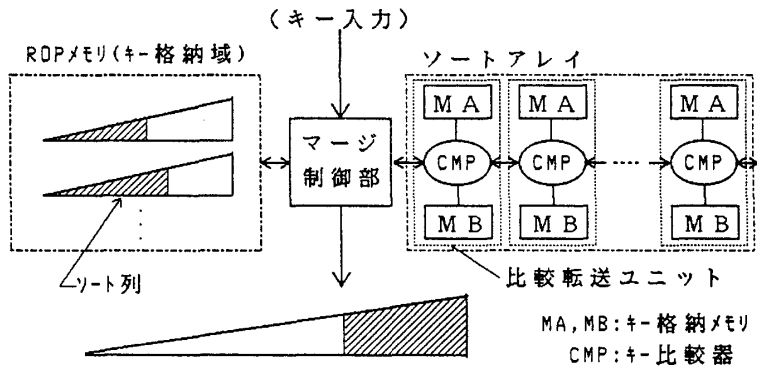 (キー入力)
ROPメモリ(キー格納域)
ソートアレイ
MA
MA
MA
マージ
制御部
CMP
CMP
CMP
MB
MB
MB
ソート列
比較転送ユニット
MA,MB:キー格納メモリ
CMP:キー比較器